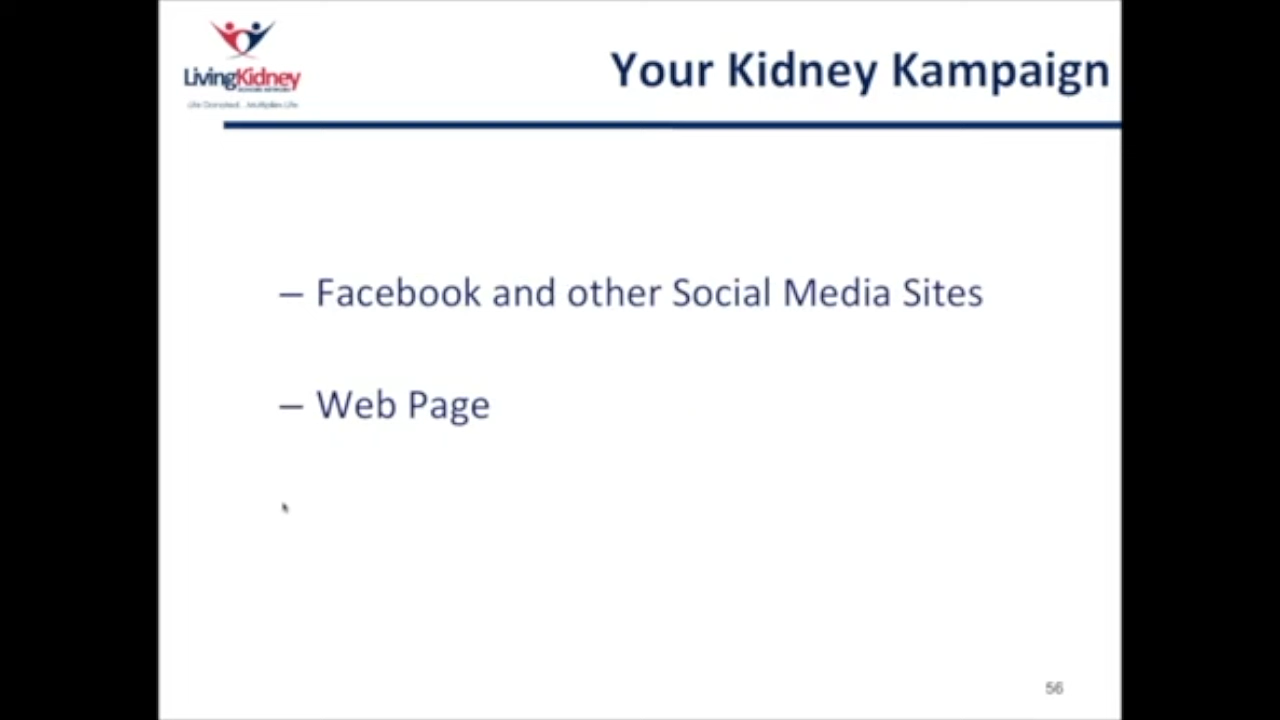 LivingKidney
Your Kidney Kampaign
– Facebook and other Social Media Sites
– Web Page
56